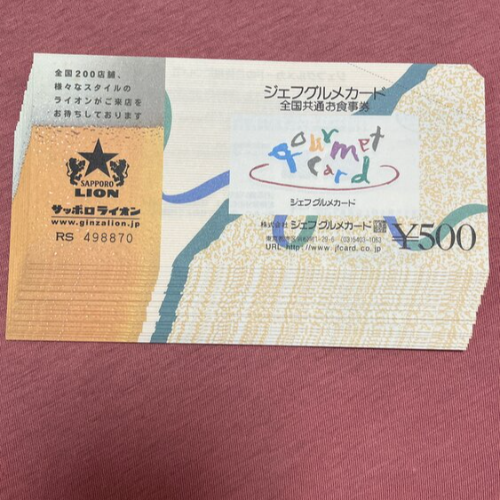 全国200店舗、
様々なスタイルの
ライオンがご来店を
お待ちしております
SAPPORO
LION
サッポロライオン
www.ginzalion.jp
RS 498870
ジェフグルメカード
全国共通お食事券
gourmet
card
ジェフグルメカード
株式会社 ジェフグルメカード
¥500
URL http://www.jfcard.co.jp